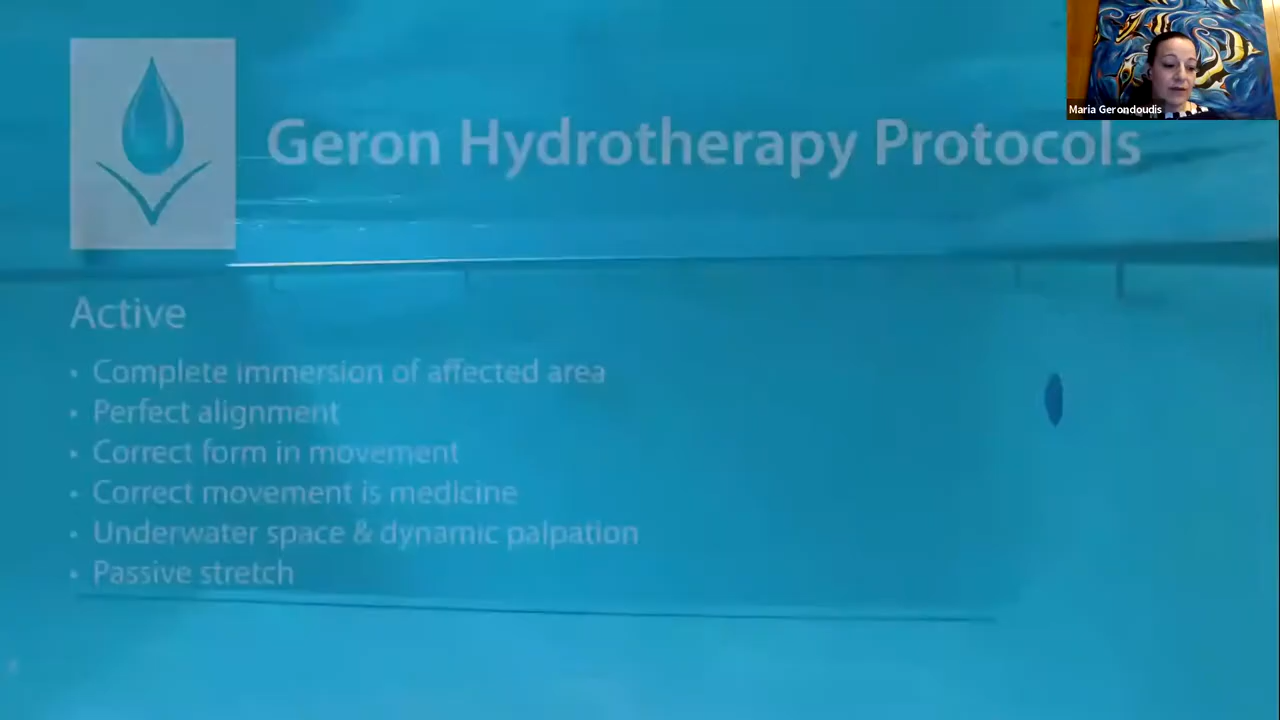 Maria Gerondoudis
Geron Hydrotherapy Protocols
Active
• Complete immersion of affected area
• Perfect alignment
• Correct form in movement
• Correct movement is medicine
• Underwater space & dynamic palpation
• Passive stretch